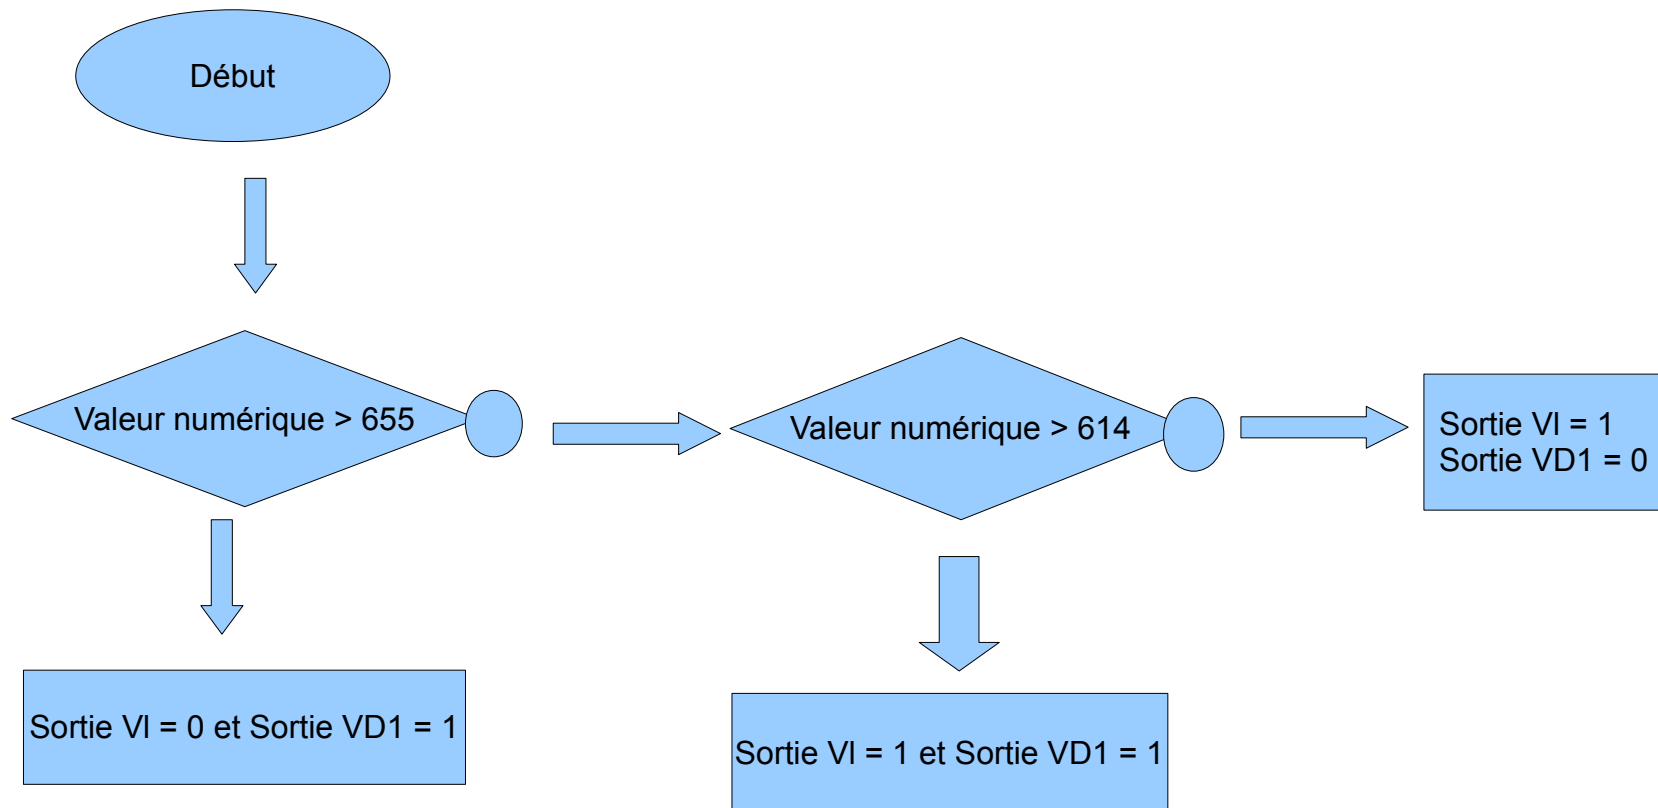 Début
Valeur numérique > 655
Valeur numérique > 614
Sortie VI = 1
Sortie VD1 = 0
Sortie VI = 0 et Sortie VD1 = 1
Sortie VI = 1 et Sortie VD1 = 1